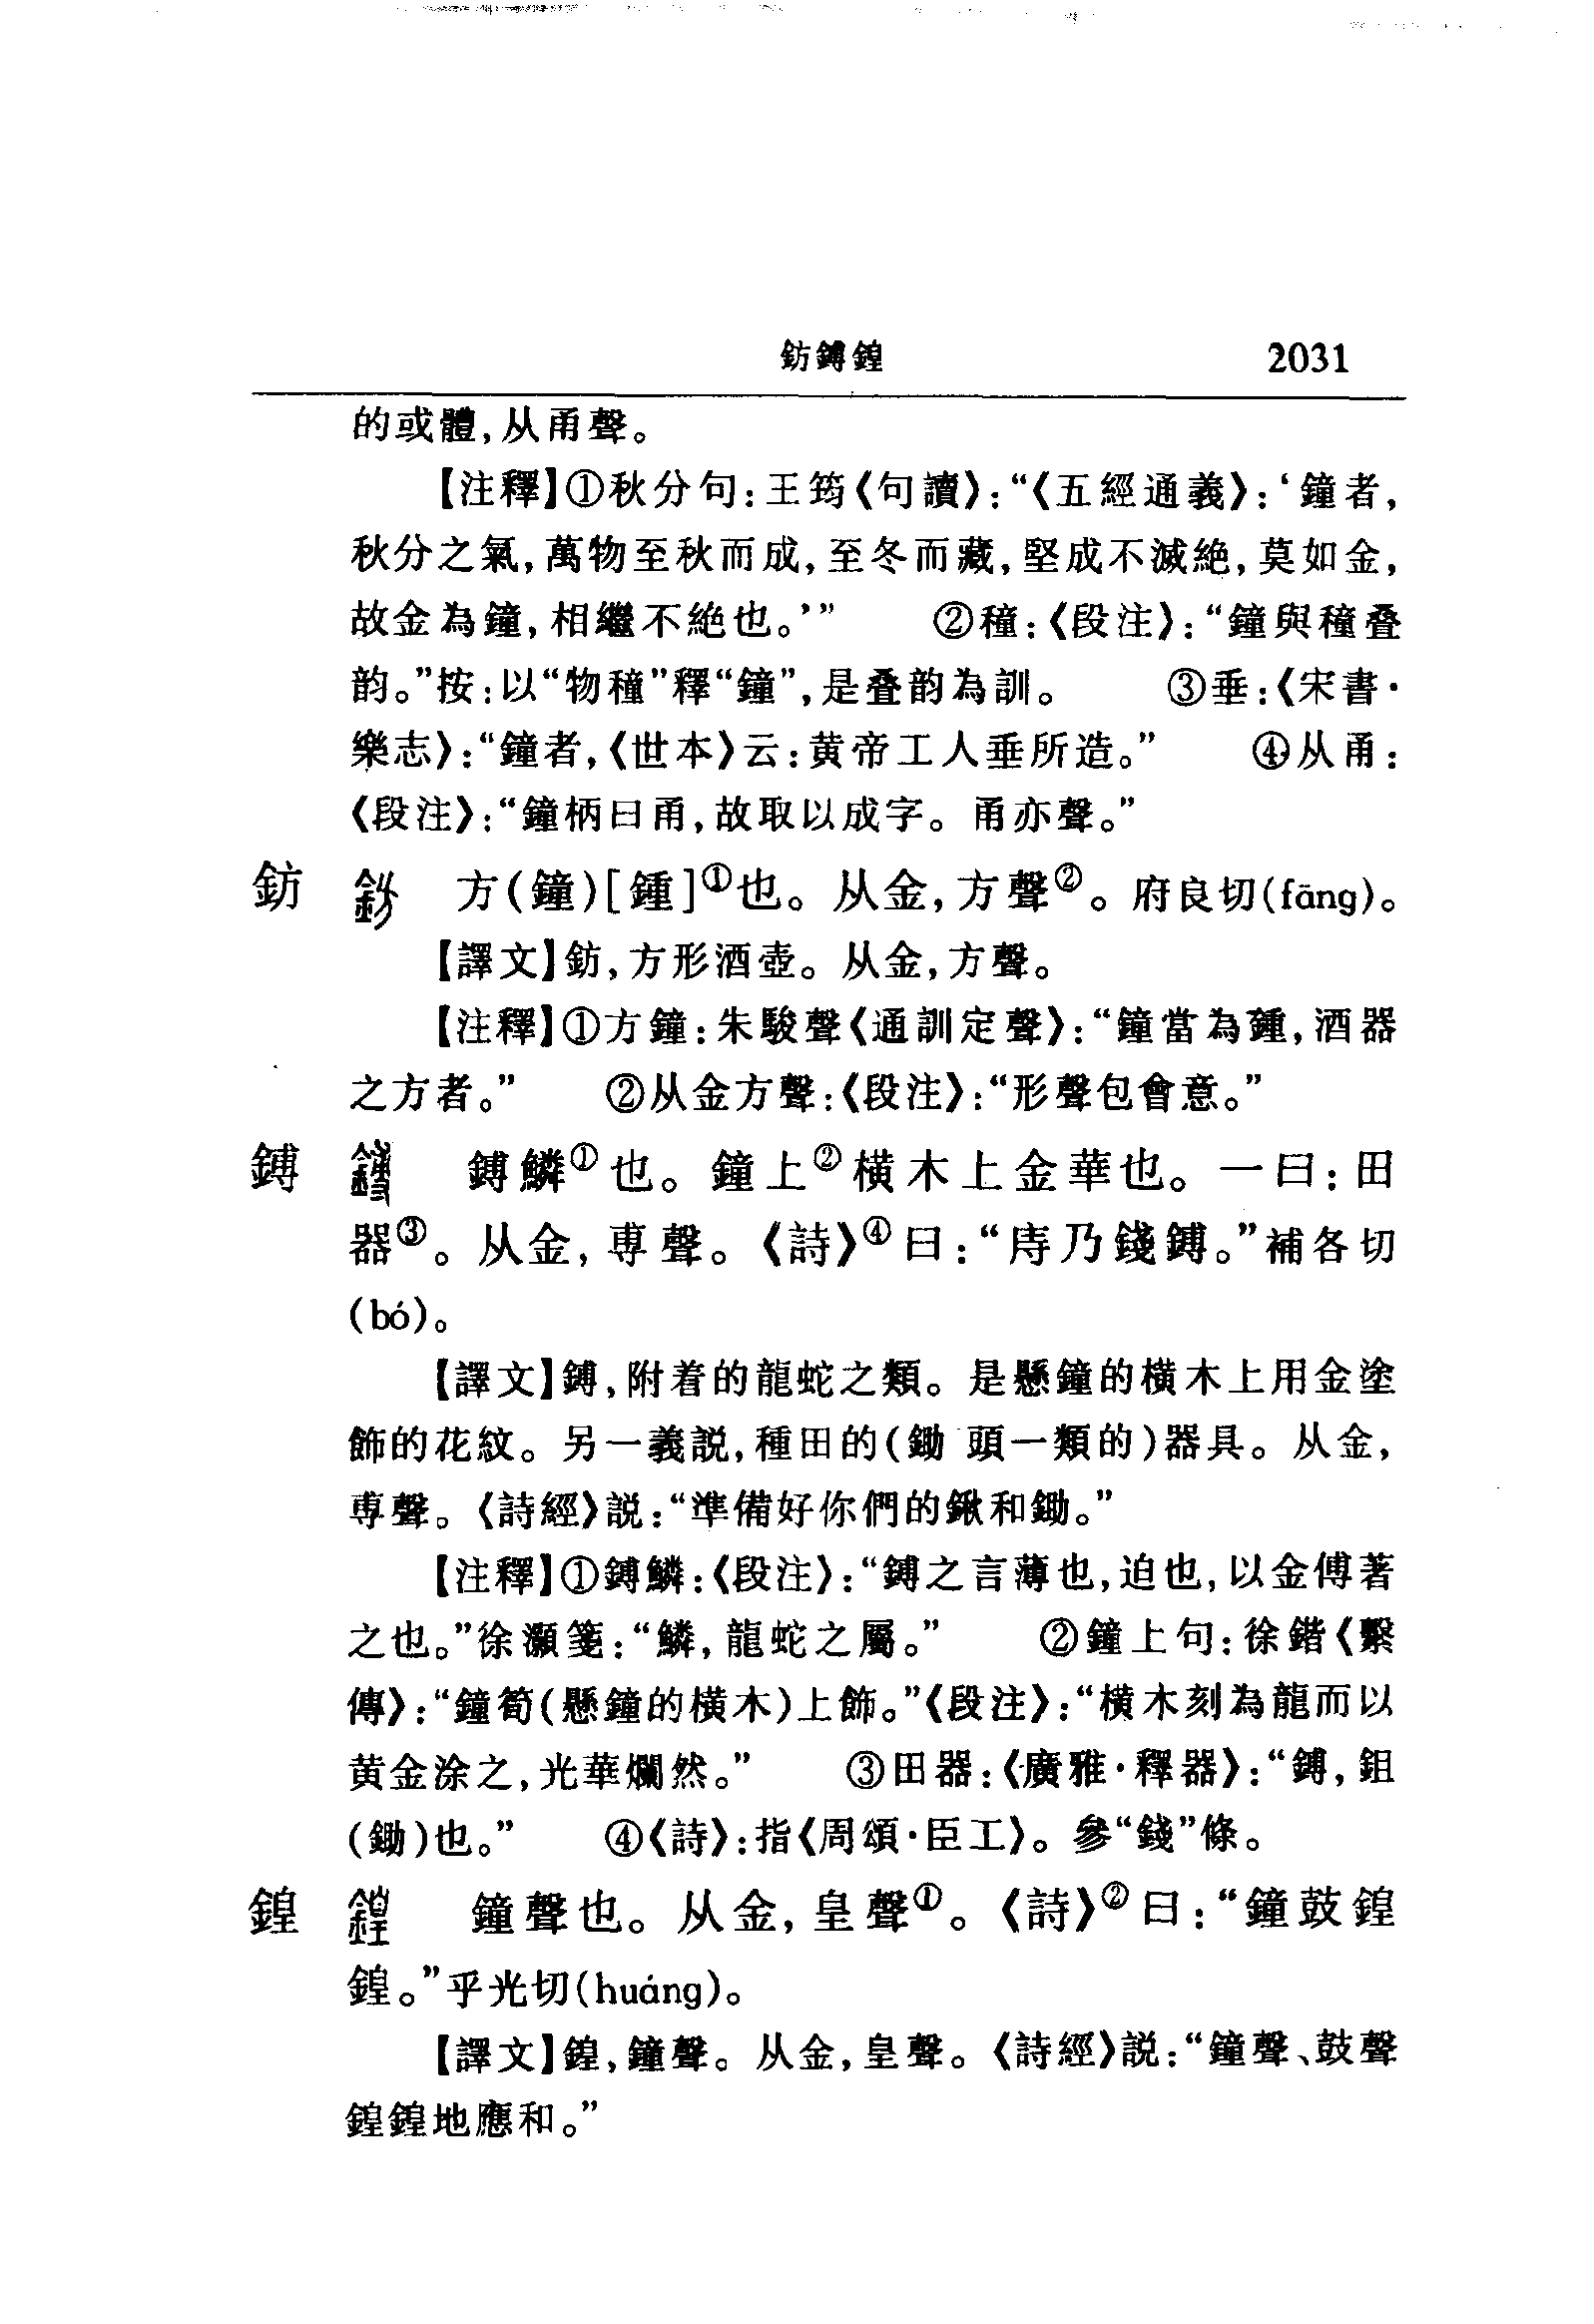 鈁鎛鍠 2031
的或體，从甬聲。
【注釋】①秋分句：王筠《句讀》：“《五經通義》：‘鐘者，
秋分之氣，萬物至秋而成，至冬而藏，堅成不滅絶，莫如金，
故金為鐘，相繼不絶也。’” ②穜：《段注》：“鐘與穜叠
韵。”按：以“物穜”釋“鐘”，是叠韵為訓。 ③垂：《宋書·
樂志》：“鐘者，《世本》云：黄帝工人垂所造。” ④从甬：
《段注》：“鐘柄曰甬，故取以成字。甬亦聲。”
鈁 鈁 方(鐘)[鍾]①也。从金，方聲②。府良切(fāng)。
【譯文】鈁，方形酒壺。从金，方聲。
【注釋】①方鐘：朱駿聲《通訓定聲》：“鐘當為鍾，酒器
之方者。” ②从金方聲：《段注》：“形聲包會意。”
鎛 鎛 鎛鱗①也。鐘上②横木上金華也。一曰：田
器③。从金，尃聲。《詩》④曰：“庤乃錢鎛。”補各切
(bó)。
【譯文】鎛，附着的龍蛇之類。是懸鐘的横木上用金塗
飾的花紋。另一義説，種田的(鋤頭一類的)器具。从金，
尃聲。《詩經》説：“準備好你們的鍬和鋤。”
【注釋】①鎛鱗：《段注》：“鎛之言薄也，迫也，以金傅著
之也。”徐灝箋：“鱗，龍蛇之屬。” ②鐘上句：徐鍇《繫
傳》：“鐘筍(懸鐘的横木)上飾。”《段注》：“横木刻為龍而以
黄金涂之，光華爛然。” ③田器：《廣雅·釋器》：“鎛，鉏
(鋤)也。” ④《詩》：指《周頌·臣工》。參“錢”條。
鍠 鍠 鐘聲也。从金，皇聲①。《詩》②曰：“鐘鼓鍠
鍠。”乎光切(huáng)。
【譯文】鍠，鐘聲。从金，皇聲。《詩經》説：“鐘聲、鼓聲
鍠鍠地應和。”